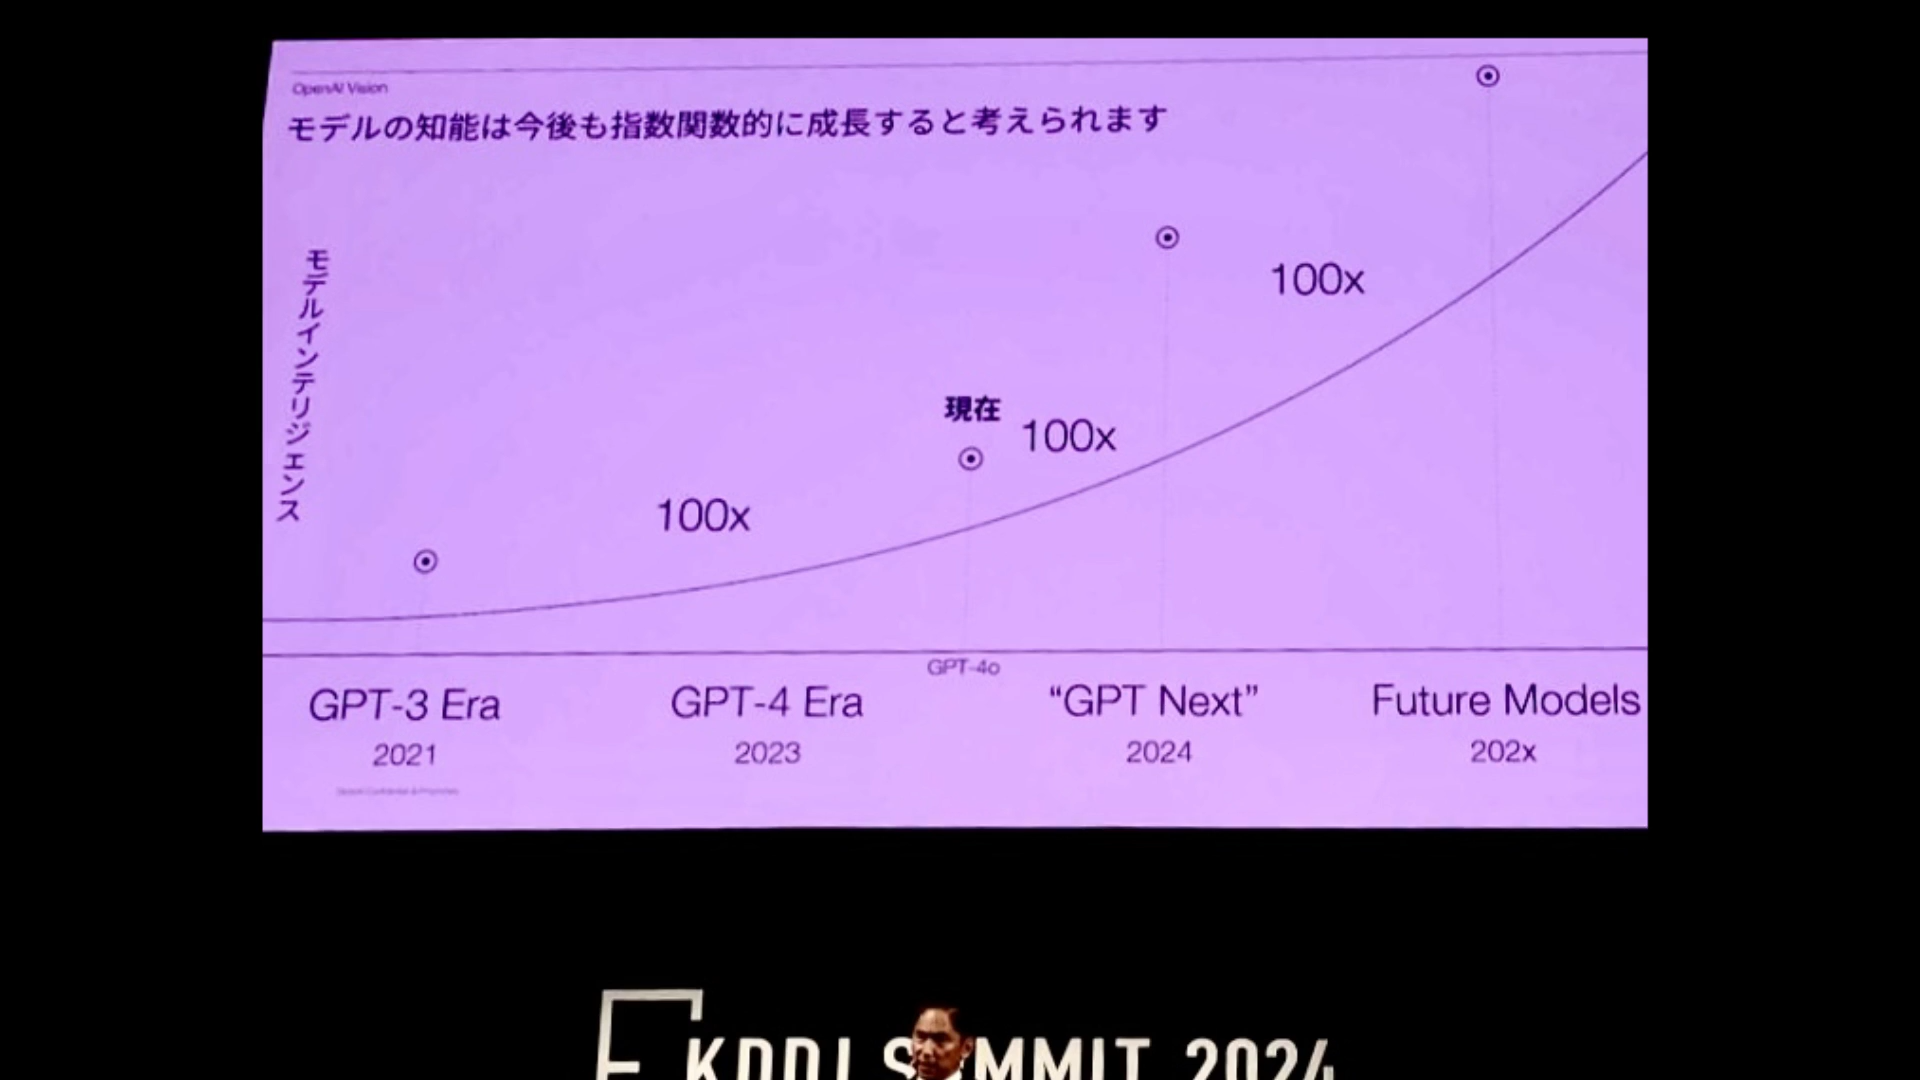 OpenAI Vision
モデルの知能は今後も指数関数的に成長すると考えられます
モデルインテリジェンス
100x
現在
100x
100x
GPT-4o
GPT-3 Era
GPT-4 Era
“GPT Next”
Future Models
2021
2023
2024
202x
KDDI SUMMIT 2024